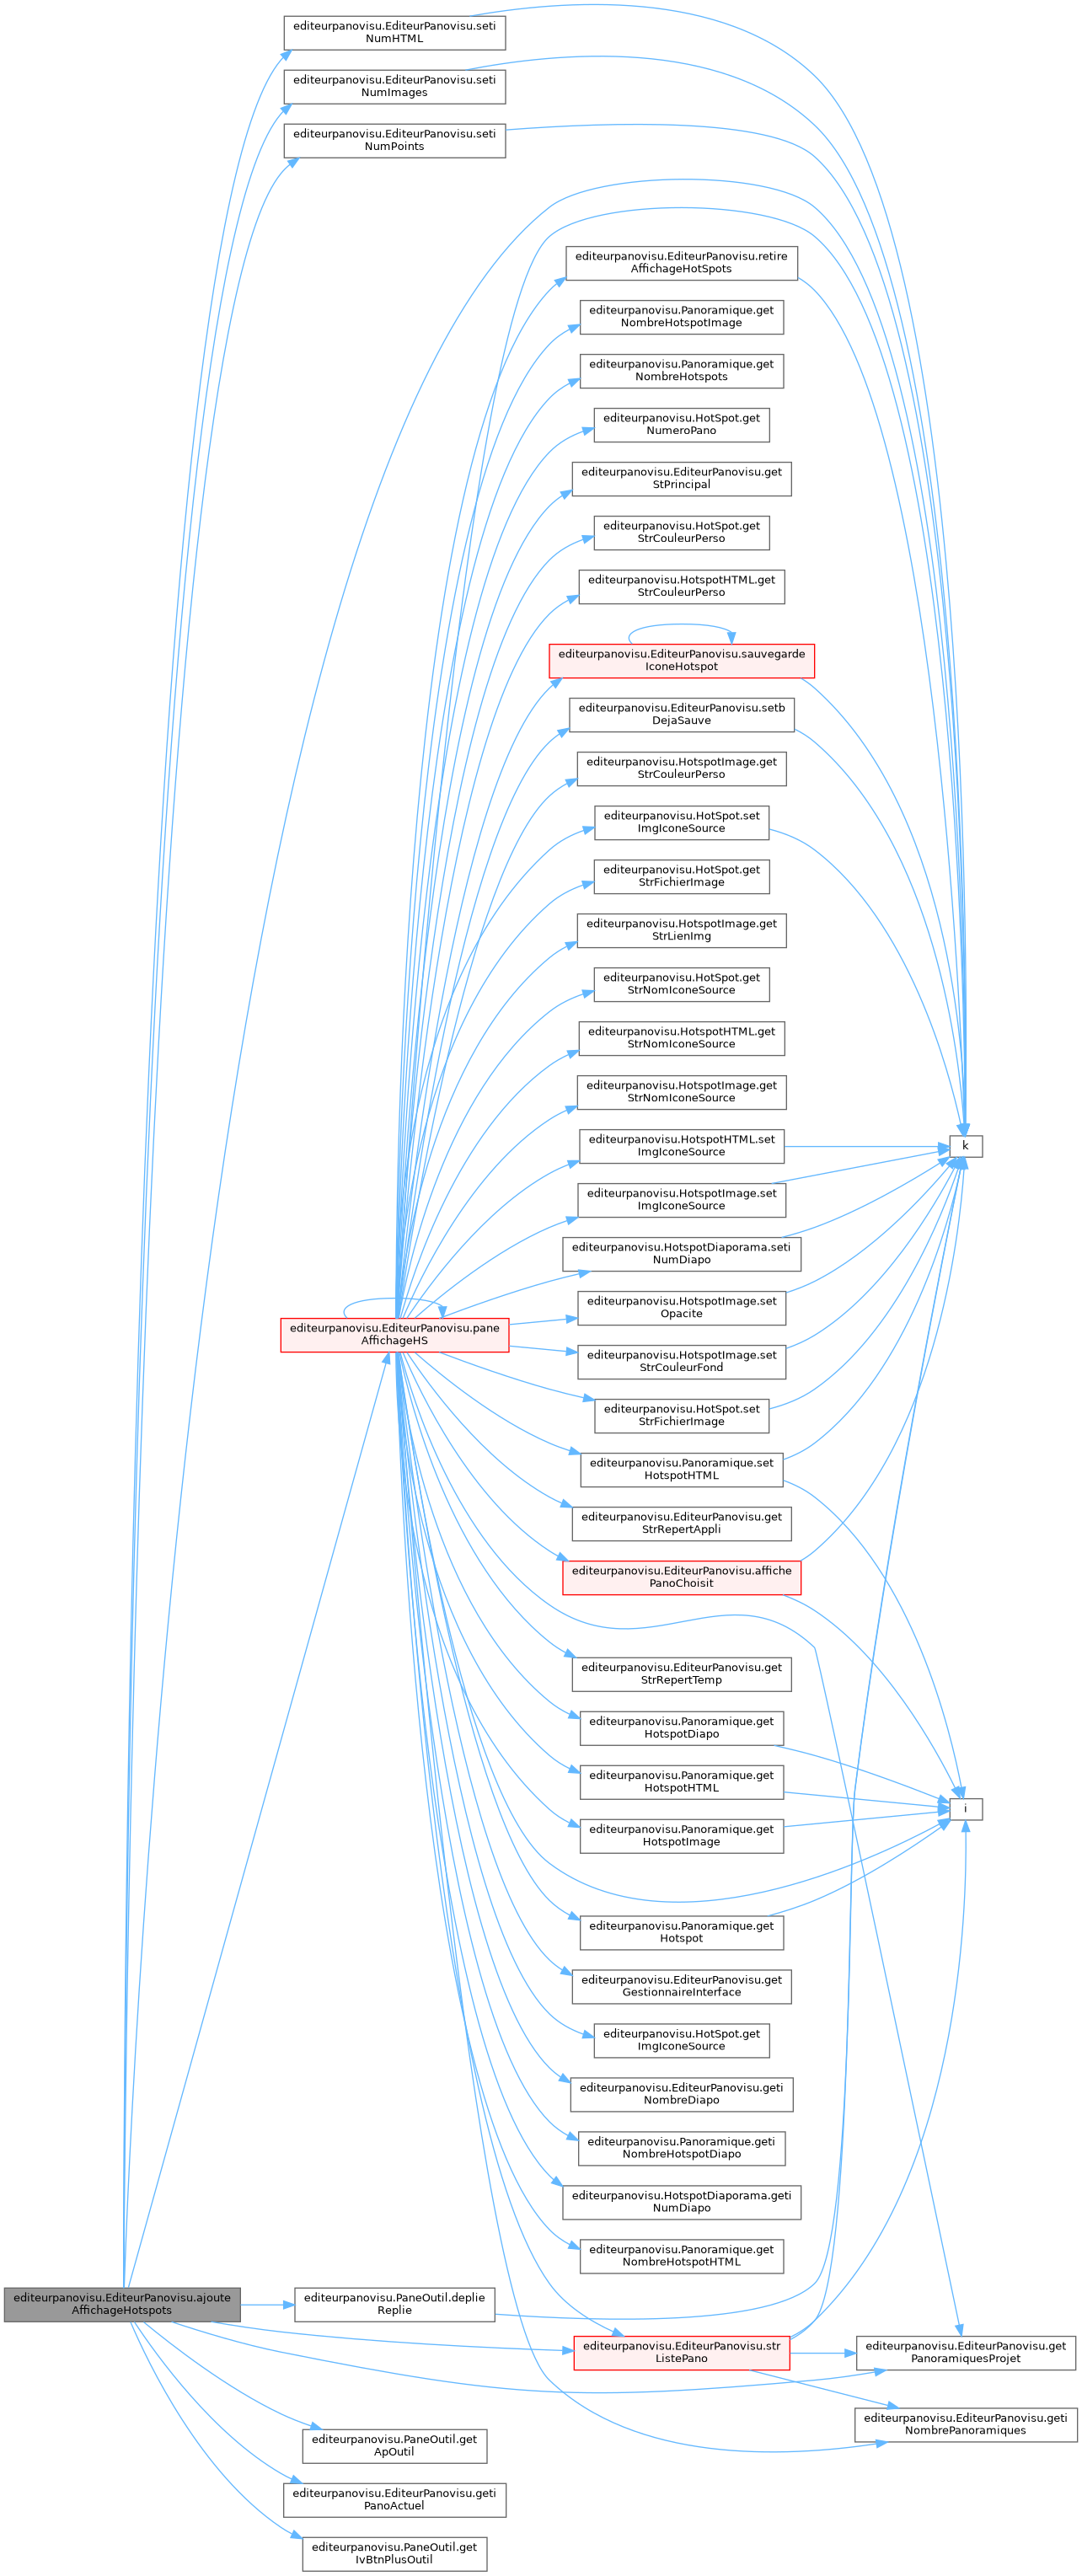 editeurpanovisu.EditeurPanovisu.seti
NumHTML
editeurpanovisu.EditeurPanovisu.seti
NumImages
editeurpanovisu.EditeurPanovisu.seti
NumPoints
editeurpanovisu.EditeurPanovisu.retire
AffichageHotSpots
editeurpanovisu.Panoramique.get
NombreHotspotImage
editeurpanovisu.Panoramique.get
NombreHotspots
editeurpanovisu.HotSpot.get
NumeroPano
editeurpanovisu.EditeurPanovisu.get
StPrincipal
editeurpanovisu.HotSpot.get
StrCouleurPerso
editeurpanovisu.HotspotHTML.get
StrCouleurPerso
editeurpanovisu.EditeurPanovisu.sauvegarde
IconeHotspot
editeurpanovisu.EditeurPanovisu.setb
DejaSauve
editeurpanovisu.HotspotImage.get
StrCouleurPerso
editeurpanovisu.HotSpot.set
ImgIconeSource
editeurpanovisu.HotSpot.get
StrFichierImage
editeurpanovisu.HotspotImage.get
StrLienImg
editeurpanovisu.HotSpot.get
StrNomIconeSource
editeurpanovisu.HotspotHTML.get
StrNomIconeSource
editeurpanovisu.HotspotImage.get
StrNomIconeSource
editeurpanovisu.HotspotHTML.set
ImgIconeSource
k
editeurpanovisu.HotspotImage.set
ImgIconeSource
editeurpanovisu.HotspotDiaporama.seti
NumDiapo
editeurpanovisu.HotspotImage.set
Opacite
editeurpanovisu.EditeurPanovisu.pane
AffichageHS
editeurpanovisu.HotspotImage.set
StrCouleurFond
editeurpanovisu.HotSpot.set
StrFichierImage
editeurpanovisu.Panoramique.set
HotspotHTML
editeurpanovisu.EditeurPanovisu.get
StrRepertAppli
editeurpanovisu.EditeurPanovisu.affiche
PanoChoisit
editeurpanovisu.EditeurPanovisu.get
StrRepertTemp
editeurpanovisu.Panoramique.get
HotspotDiapo
editeurpanovisu.Panoramique.get
HotspotHTML
i
editeurpanovisu.Panoramique.get
HotspotImage
editeurpanovisu.Panoramique.get
Hotspot
editeurpanovisu.EditeurPanovisu.get
GestionnaireInterface
editeurpanovisu.HotSpot.get
ImgIconeSource
editeurpanovisu.EditeurPanovisu.geti
NombreDiapo
editeurpanovisu.Panoramique.geti
NombreHotspotDiapo
editeurpanovisu.HotspotDiaporama.geti
NumDiapo
editeurpanovisu.Panoramique.get
NombreHotspotHTML
editeurpanovisu.EditeurPanovisu.ajoute
AffichageHotspots
editeurpanovisu.PaneOutil.deplie
Replie
editeurpanovisu.EditeurPanovisu.str
ListePano
editeurpanovisu.EditeurPanovisu.get
PanoramiquesProjet
editeurpanovisu.EditeurPanovisu.geti
NombrePanoramiques
editeurpanovisu.PaneOutil.get
ApOutil
editeurpanovisu.EditeurPanovisu.geti
PanoActuel
editeurpanovisu.PaneOutil.get
IvBtnPlusOutil